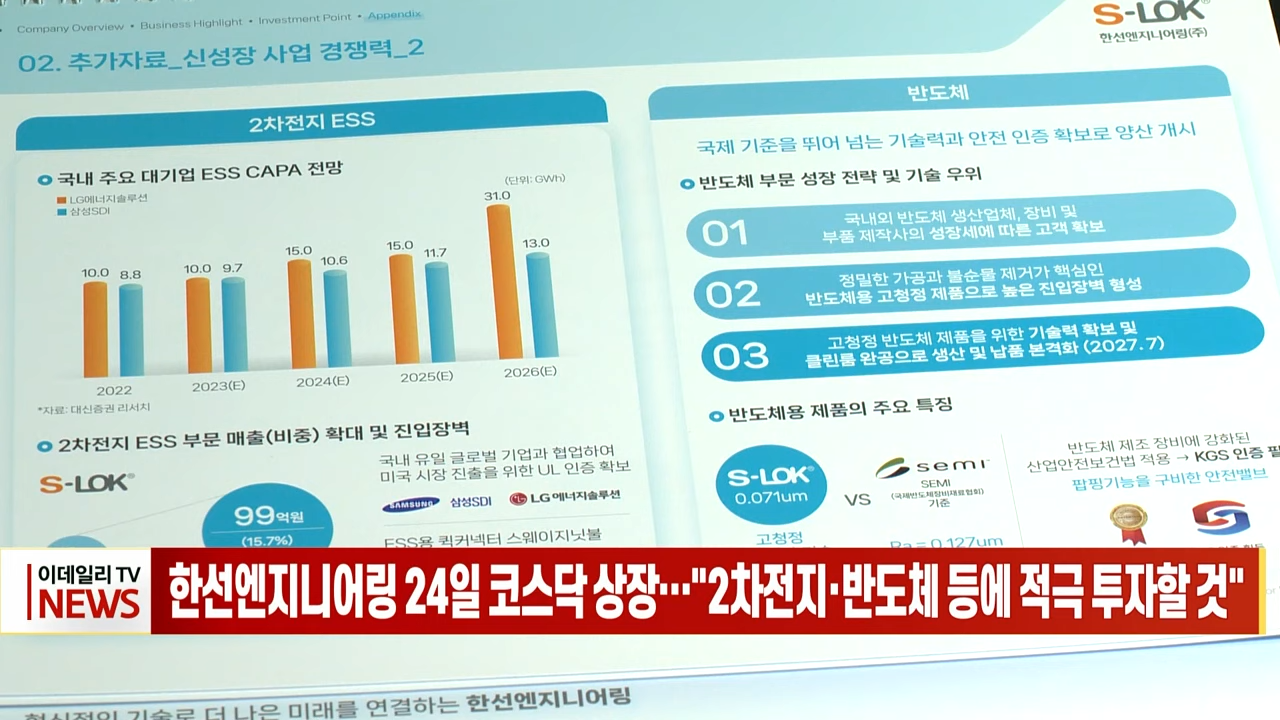 Company Overview • Business Highlight • Investment Point • Appendix
S-LOK®
한선엔지니어링(주)
02. 추가자료_신성장 사업 경쟁력_2
2차전지 ESS
국내 주요 대기업 ESS CAPA 전망
(단위: GWh)
LG에너지솔루션
삼성SDI
10.0 8.8 10.0 9.7 15.0 10.6 15.0 11.7 31.0 13.0
2022 2023(E) 2024(E) 2025(E) 2026(E)
*자료: 대신증권 리서치
2차전지 ESS 부문 매출(비중) 확대 및 진입장벽
S-LOK®
99억원
(15.7%)
국내 유일 글로벌 기업과 협업하여
미국 시장 진출을 위한 UL 인증 확보
SAMSUNG 삼성SDI LG 에너지솔루션
ESS용 퀵커넥터 스웨이지닛불
반도체
국제 기준을 뛰어 넘는 기술력과 안전 인증 확보로 양산 개시
반도체 부문 성장 전략 및 기술 우위
01
국내외 반도체 생산업체, 장비 및
부품 제작사의 성장세에 따른 고객 확보
02
정밀한 가공과 불순물 제거가 핵심인
반도체용 고청정 제품으로 높은 진입장벽 형성
03
고청정 반도체 제품을 위한 기술력 확보 및
클린룸 완공으로 생산 및 납품 본격화 (2027. 7)
반도체용 제품의 주요 특징
S-LOK®
0.071um
VS
semi™
SEMI
(국제반도체장비재료협회)
기준
고청정
Ra = 0.127um
반도체 제조 장비에 강화된
산업안전보건법 적용 → KGS 인증 필
팝핑기능을 구비한 안전밸브
이데일리 TV
NEWS
한선엔지니어링 24일 코스닥 상장…"2차전지·반도체 등에 적극 투자할 것"
혁신적인 기술로 더 나은 미래를 연결하는 한선엔지니어링